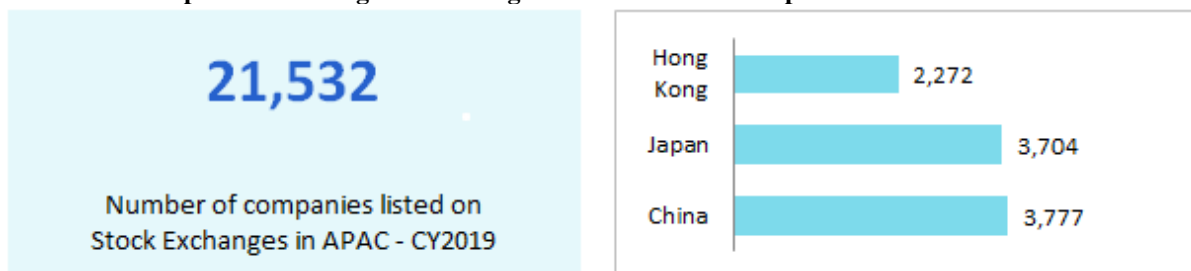 21,532
Number of companies listed on
Stock Exchanges in APAC - CY2019
Hong
Kong
2,272
Japan
3,704
China
3,777